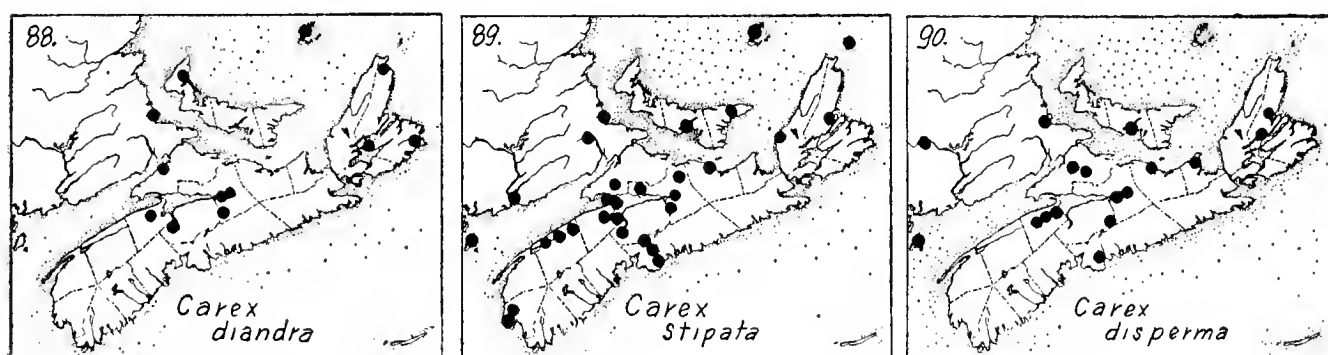 88.
Carex
diandra
89.
Carex
stipata
90.
Carex
disperma